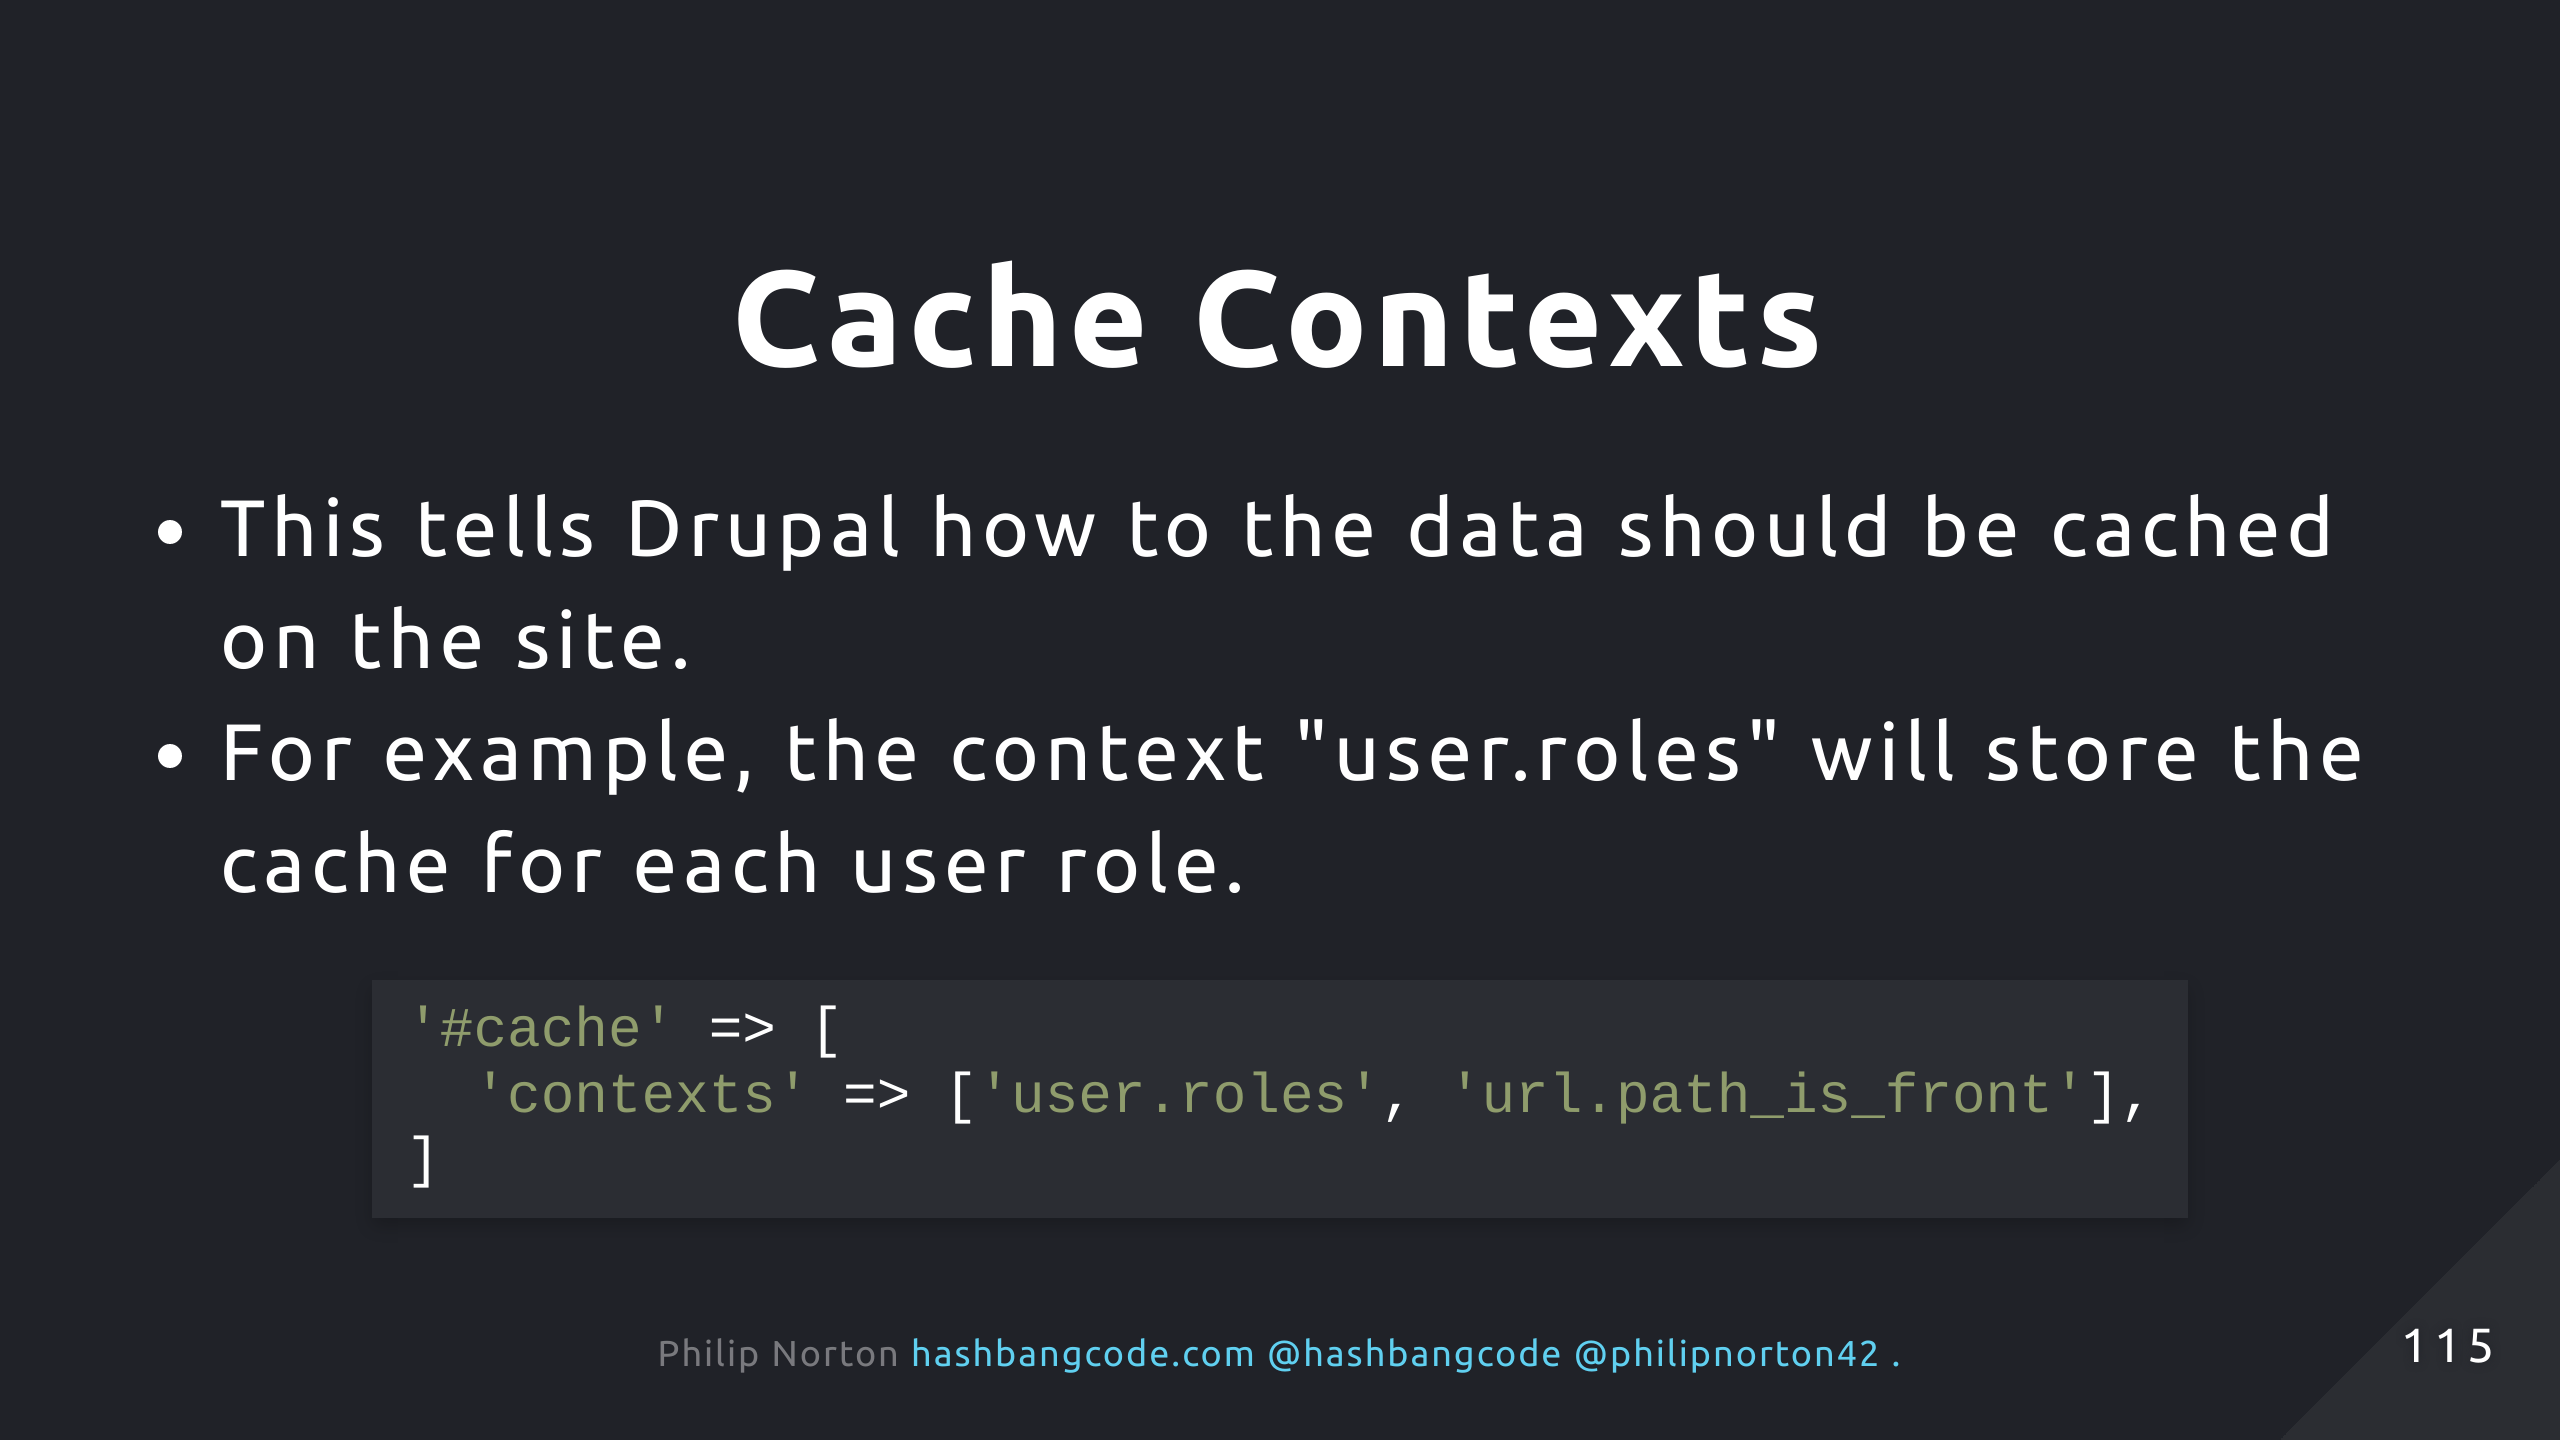 Cache Contexts
• This tells Drupal how to the data should be cached
on the site.
• For example, the context "user.roles" will store the
cache for each user role.
'#cache' => [
  'contexts' => ['user.roles', 'url.path_is_front'],
]
Philip Norton hashbangcode.com @hashbangcode @philipnorton42 .
115